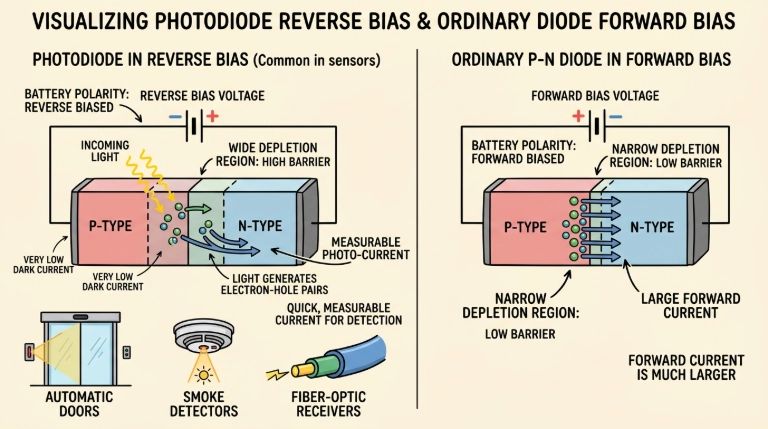 VISUALIZING PHOTODIODE REVERSE BIAS & ORDINARY DIODE FORWARD BIAS
PHOTODIODE IN REVERSE BIAS (Common in sensors)
BATTERY POLARITY:
REVERSE BIASED
REVERSE BIAS VOLTAGE
− +
INCOMING
LIGHT
WIDE DEPLETION
REGION: HIGH BARRIER
P-TYPE
N-TYPE
VERY LOW
DARK CURRENT
VERY LOW
DARK CURRENT
LIGHT GENERATES
ELECTRON-HOLE PAIRS
MEASURABLE
PHOTO-CURRENT
QUICK, MEASURABLE
CURRENT FOR DETECTION
AUTOMATIC
DOORS
SMOKE
DETECTORS
FIBER-OPTIC
RECEIVERS
ORDINARY P-N DIODE IN FORWARD BIAS
FORWARD BIAS VOLTAGE
+ −
BATTERY POLARITY:
FORWARD BIASED
NARROW DEPLETION
REGION: LOW BARRIER
P-TYPE
N-TYPE
NARROW
DEPLETION REGION:
LOW BARRIER
LARGE FORWARD
CURRENT
FORWARD CURRENT
IS MUCH LARGER